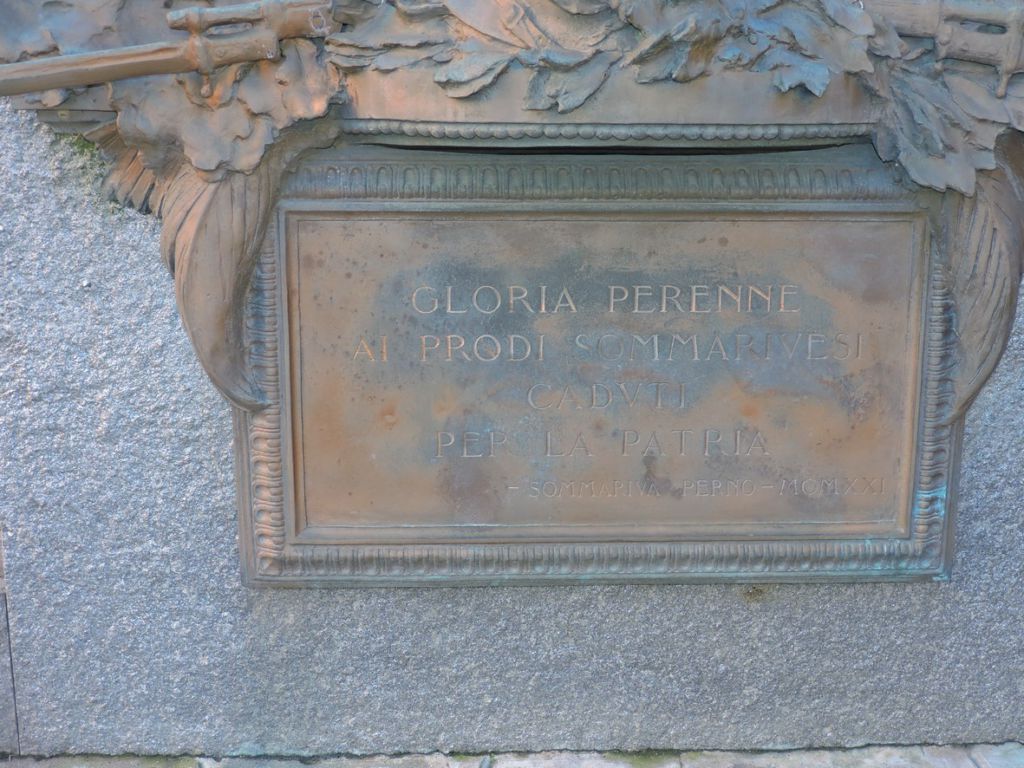 GLORIA PERENNE
AI PRODI SOMMARIVESI
CADVTI
PER LA PATRIA
- SOMMARIVA PERNO - MCMXXI